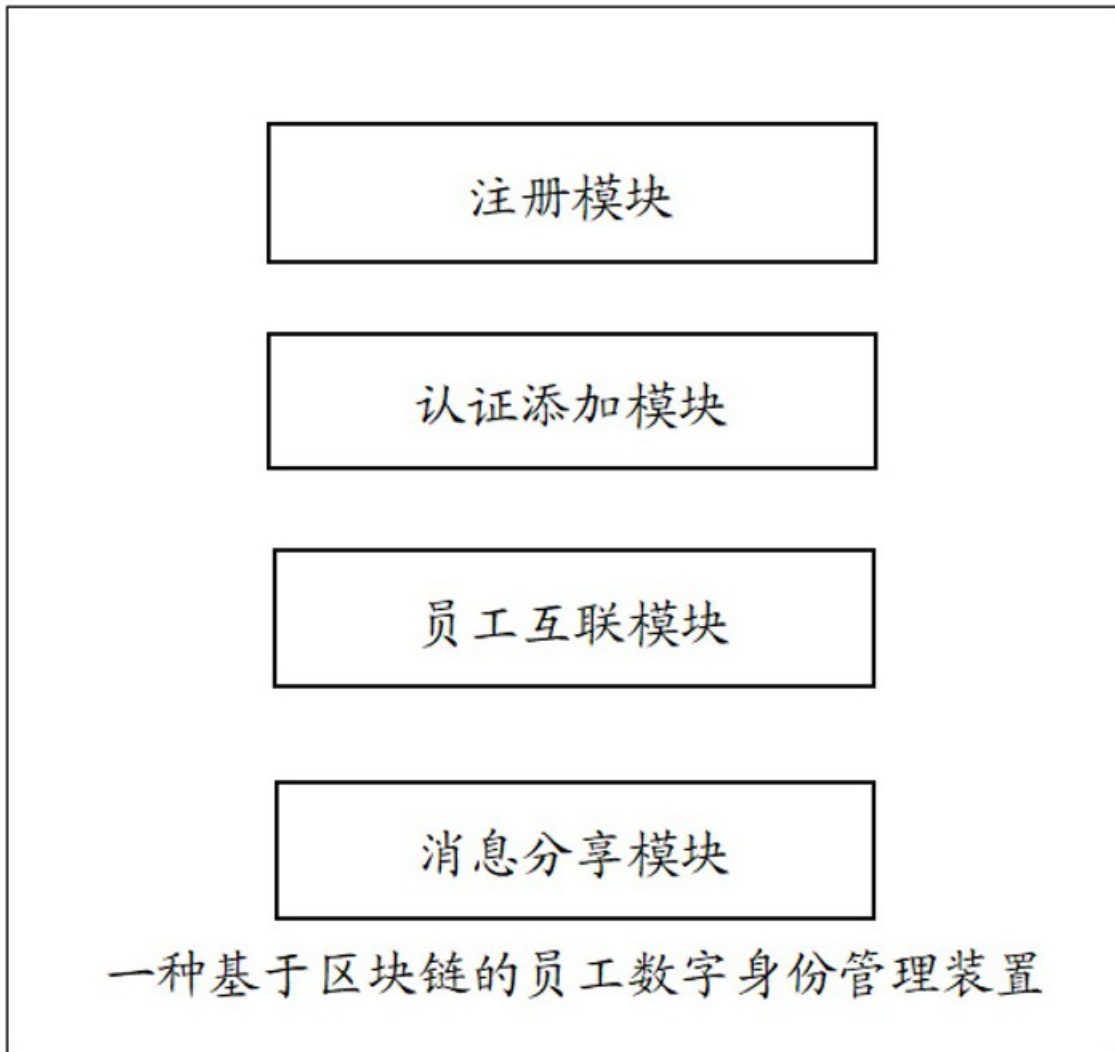 注册模块
认证添加模块
员工互联模块
消息分享模块
一种基于区块链的员工数字身份管理装置